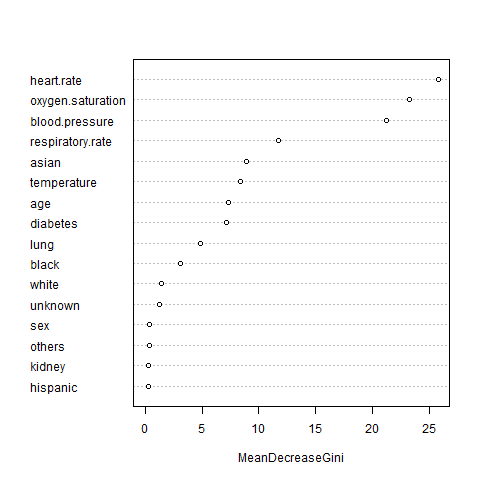 heart.rate
oxygen.saturation
blood.pressure
respiratory.rate
asian
temperature
age
diabetes
lung
black
white
unknown
sex
others
kidney
hispanic
0 5 10 15 20 25
MeanDecreaseGini